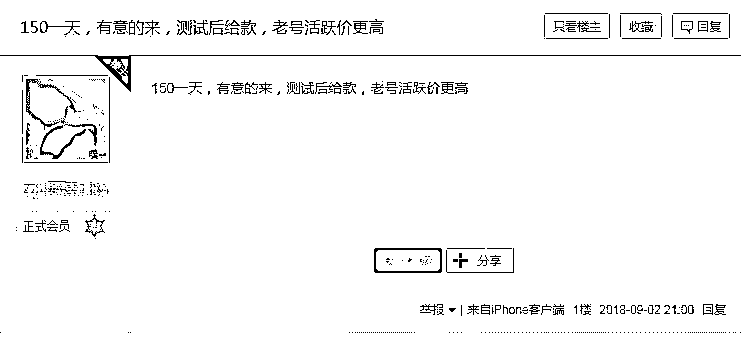 150一天，有意的来，测试后给款，老号活跃价更高
只看楼主 收藏 回复
150一天，有意的来，测试后给款，老号活跃价更高
正式会员
分享
举报 | 来自iPhone客户端 1楼 2018-09-02 21:00 回复